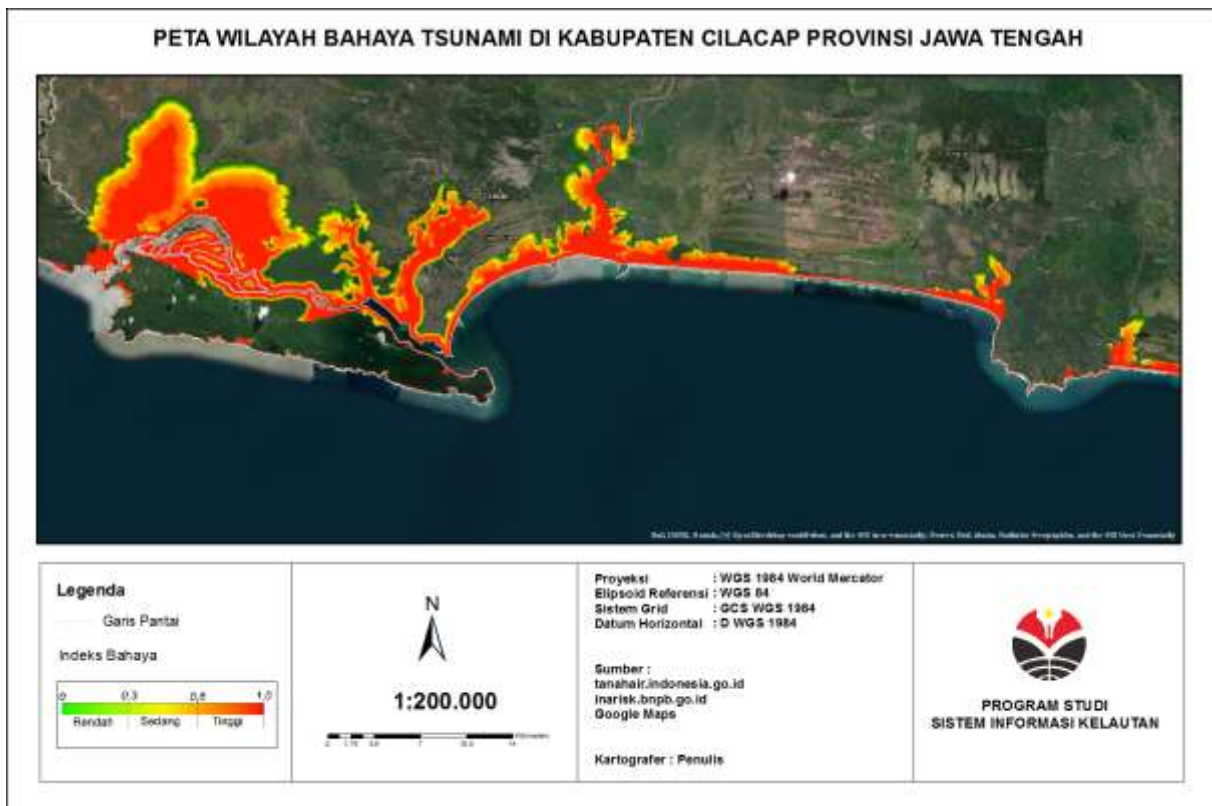 PETA WILAYAH BAHAYA TSUNAMI DI KABUPATEN CILACAP PROVINSI JAWA TENGAH
Legenda
Garis Pantai
Indeks Bahaya
0 0,3 0,6 1,0
Rendah Sedang Tinggi
N
1:200.000
Proyeksi : WGS 1984 World Mercator
Elipsoid Referensi : WGS 84
Sistem Grid : GCS WGS 1984
Datum Horizontal : D WGS 1984
Sumber :
tanahair.indonesia.go.id
inarisk.bnpb.go.id
Google Maps
Kartografer : Penulis
PROGRAM STUDI
SISTEM INFORMASI KELAUTAN